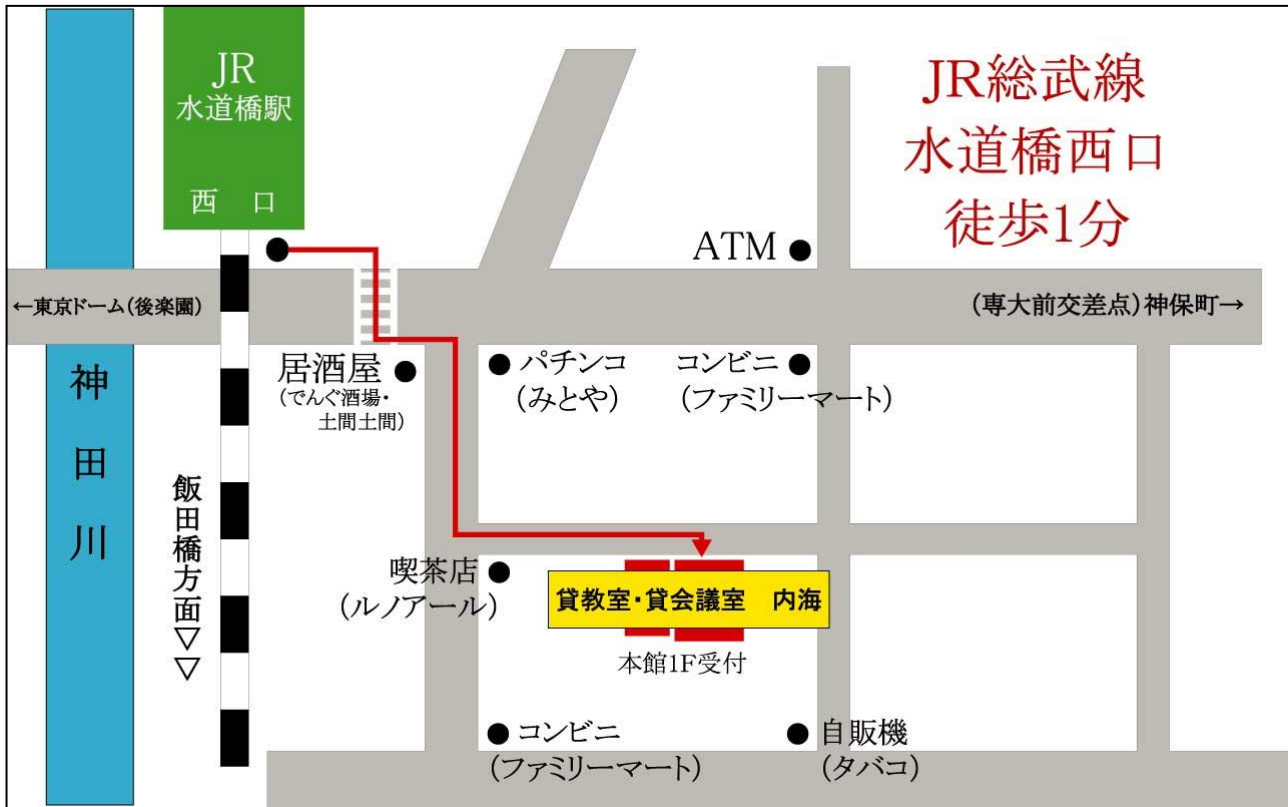 JR
水道橋駅
西 口
JR総武線
水道橋西口
徒歩1分
ATM
←東京ドーム(後楽園)
(専大前交差点)神保町→
神田川
居酒屋
(でんぐ酒場・
土間土間)
パチンコ
(みとや)
コンビニ
(ファミリーマート)
飯田橋方面▽▽
喫茶店
(ルノアール)
貸教室・貸会議室 内海
本館1F受付
コンビニ
(ファミリーマート)
自販機
(タバコ)